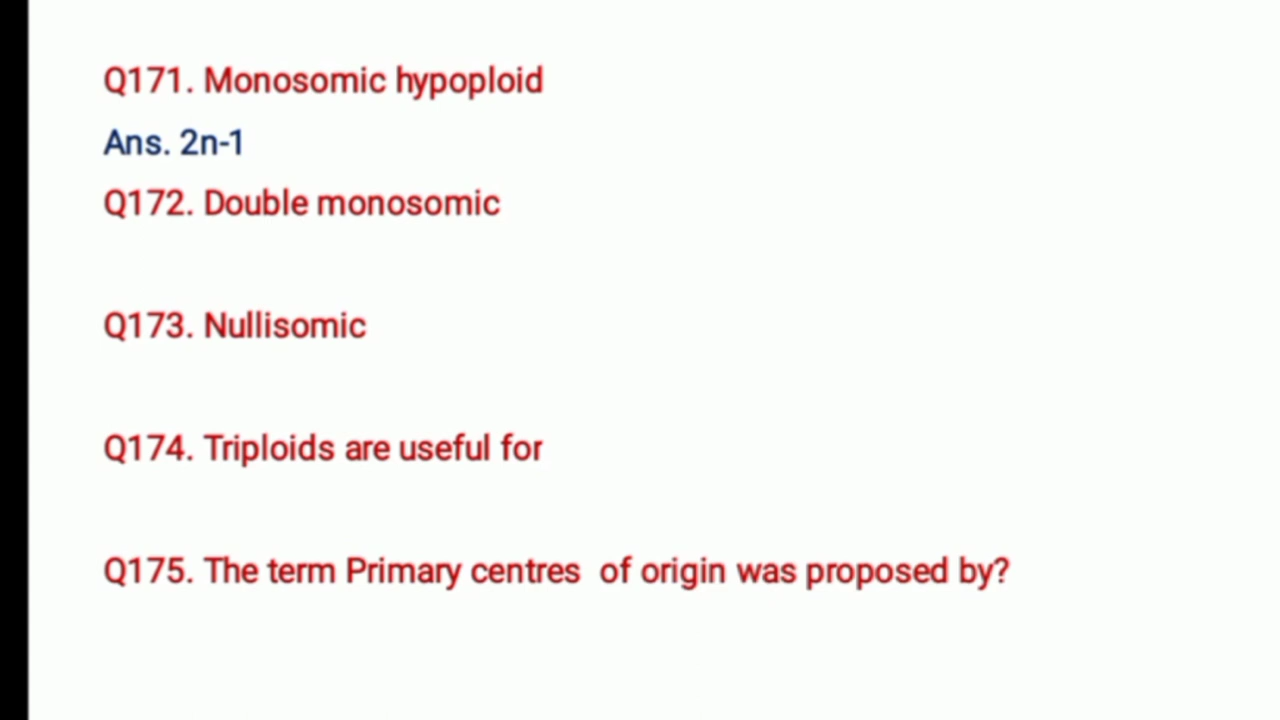 Q171. Monosomic hypoploid
Ans. 2n-1
Q172. Double monosomic
Q173. Nullisomic
Q174. Triploids are useful for
Q175. The term Primary centres  of origin was proposed by?